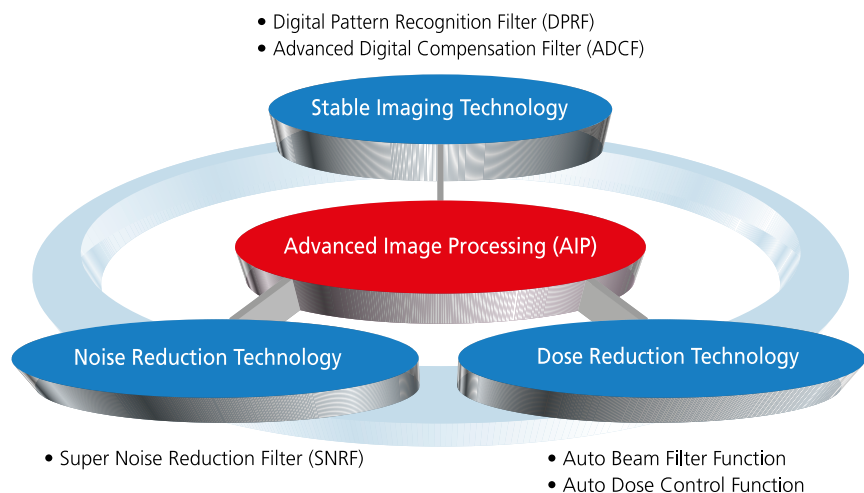 • Digital Pattern Recognition Filter (DPRF)
• Advanced Digital Compensation Filter (ADCF)
Stable Imaging Technology
Advanced Image Processing (AIP)
Noise Reduction Technology
Dose Reduction Technology
• Super Noise Reduction Filter (SNRF)
• Auto Beam Filter Function
• Auto Dose Control Function